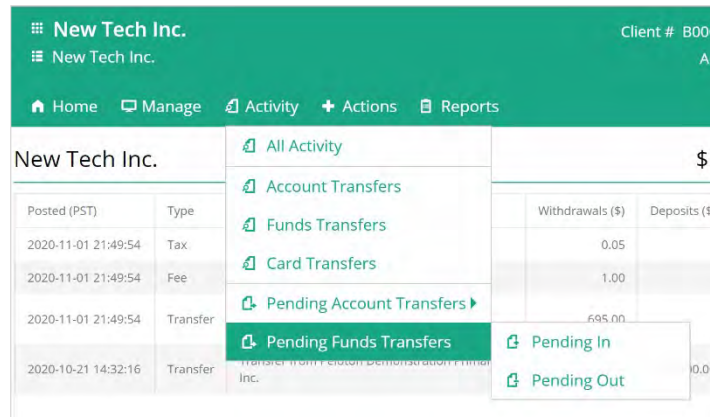 New Tech Inc.
Client # B00
New Tech Inc.
A
Home Manage Activity Actions Reports
All Activity
New Tech Inc.
$
Account Transfers
Posted (PST) Type Withdrawals ($) Deposits ($
Funds Transfers
2020-11-01 21:49:54 Tax 0.05
Card Transfers
2020-11-01 21:49:54 Fee 1.00
Pending Account Transfers
2020-11-01 21:49:54 Transfer 695.00
Pending Funds Transfers
Pending In
2020-10-21 14:32:16 Transfer Transfer from Peloton Demonstration
Inc.
Pending Out